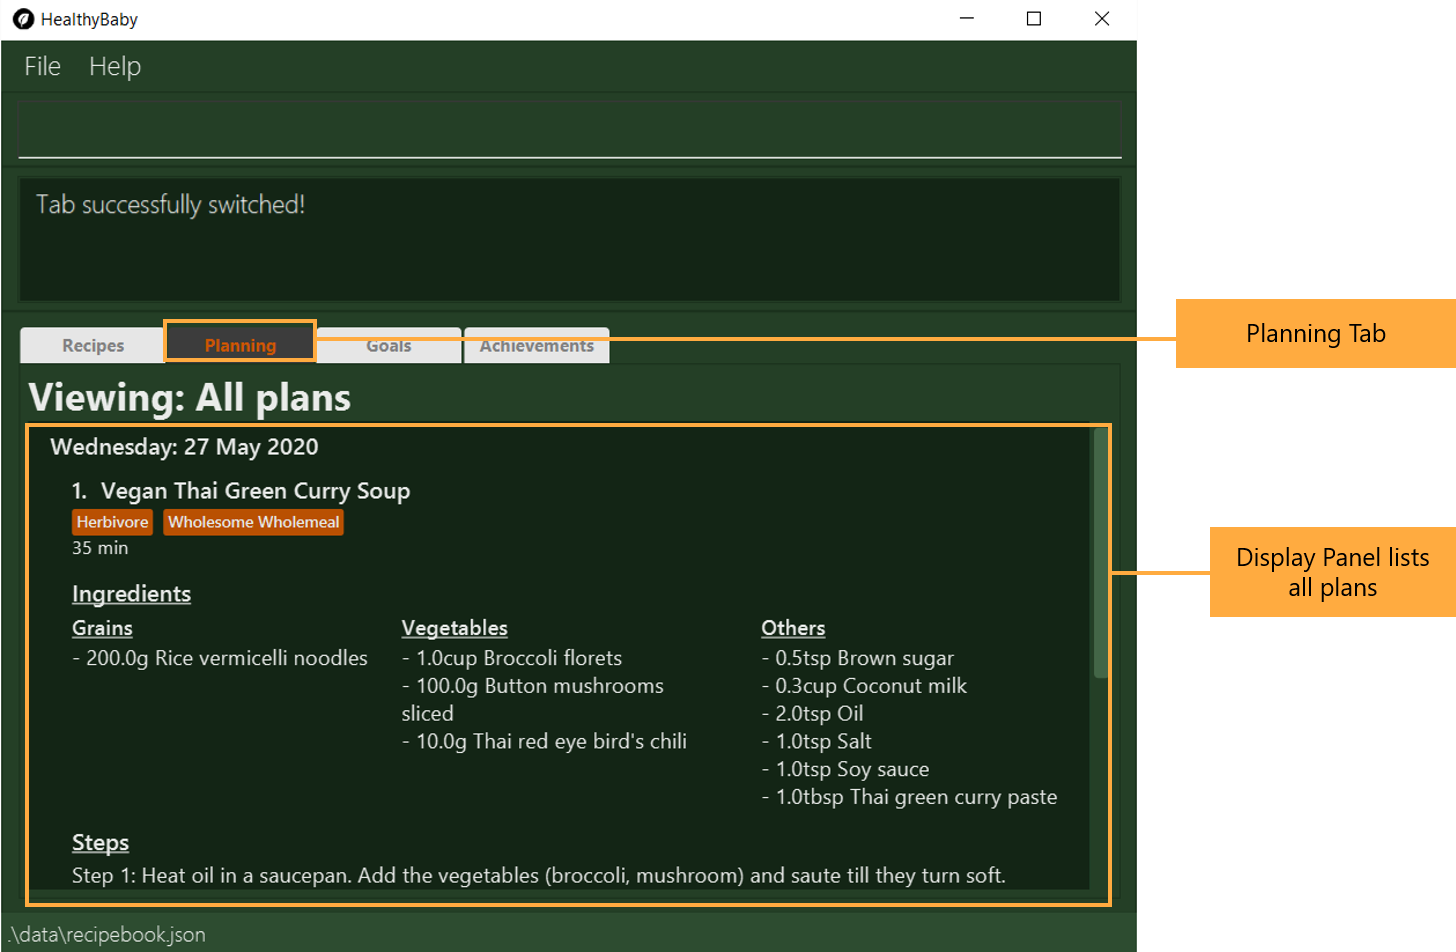 HealthyBaby
File Help
Tab successfully switched!
Recipes Planning Goals Achievements
Planning Tab
Viewing: All plans
Wednesday: 27 May 2020
1. Vegan Thai Green Curry Soup
Herbivore Wholesome Wholemeal
35 min
Display Panel lists
all plans
Ingredients
Grains
- 200.0g Rice vermicelli noodles
Vegetables
- 1.0cup Broccoli florets
- 100.0g Button mushrooms
sliced
- 10.0g Thai red eye bird's chili
Others
- 0.5tsp Brown sugar
- 0.3cup Coconut milk
- 2.0tsp Oil
- 1.0tsp Salt
- 1.0tsp Soy sauce
- 1.0tbsp Thai green curry paste
Steps
Step 1: Heat oil in a saucepan. Add the vegetables (broccoli, mushroom) and saute till they turn soft.
.\data\recipebook.json